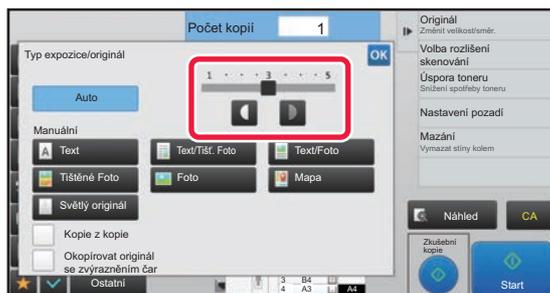 Počet kopií 1
Typ expozice/originál
OK
1 3 5
Auto
Manuální
Text
Text/Tišť. Foto
Text/Foto
Tištěné Foto
Foto
Mapa
Světlý originál
Kopie z kopie
Okopírovat originál
se zvýrazněním čar
Ostatní
3 B4
4 A3
A4
Originál
Změnit velikost/směr.
Volba rozlišení
skenování
Úspora toneru
Snížení spotřeby toneru
Nastavení pozadí
Mazání
Vymazat stíny kolem
Náhled
CA
Zkušební
kopie
Start